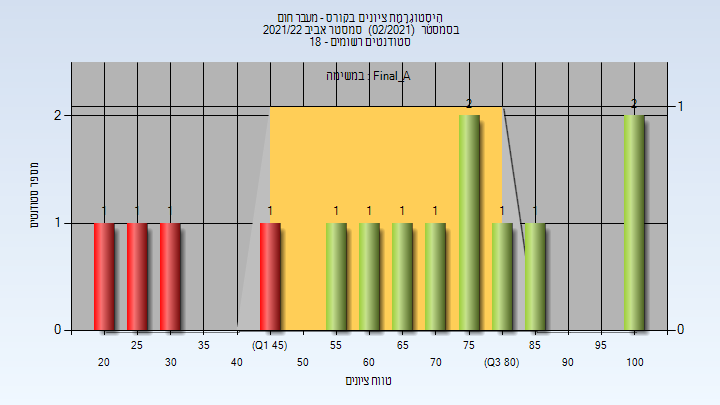 היסטוגרמת ציונים בקורס - מעבר חום
בסמסטר (02/2021) סמסטר אביב 2021/22
סטודנטים רשומים - 18
במשימה : Final_A
מספר סטודנטים
2
1
0
1
0
1 1 1 1 1 1 1 1 2 1 1 2
25 35 (Q1 45) 55 65 75 85 95
20 30 40 50 60 70 (Q3 80) 90 100
טווח ציונים